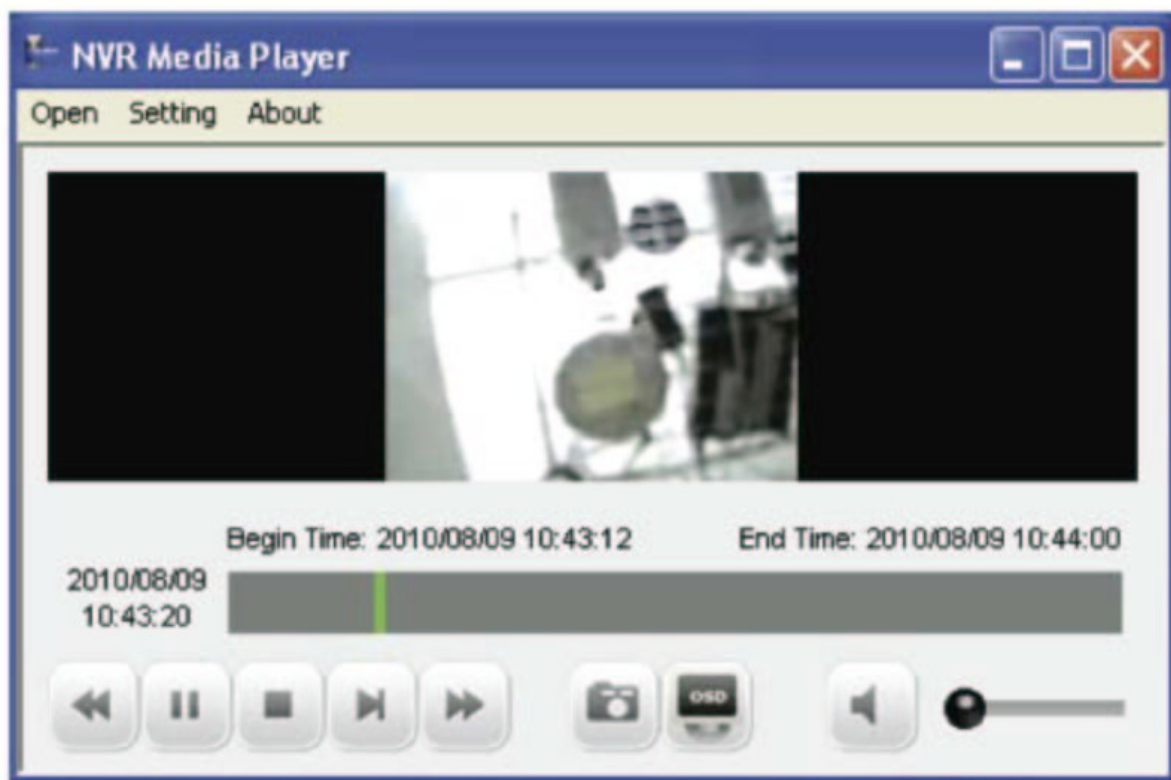 NVR Media Player
Open Setting About
Begin Time: 2010/08/09 10:43:12 End Time: 2010/08/09 10:44:00
2010/08/09
10:43:20
OSD